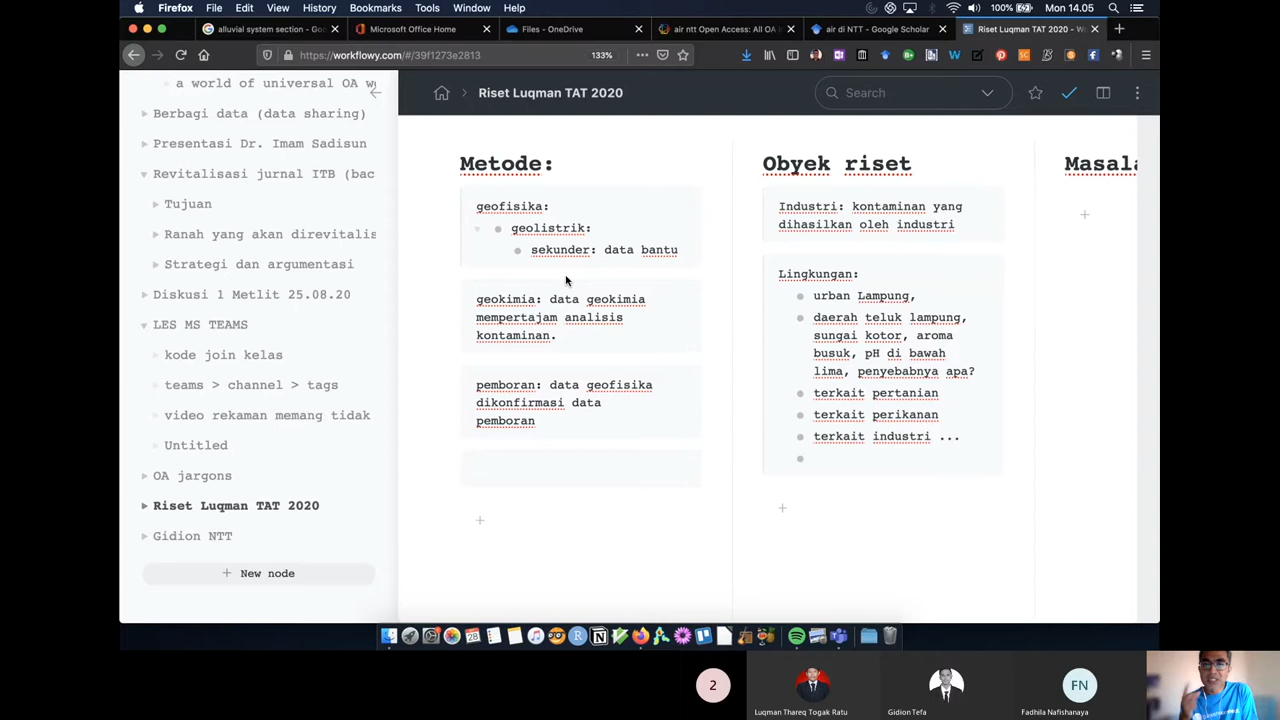 Firefox File Edit View History Bookmarks Tools Window Help 100% Mon 14.05
alluvial system section - Go
Microsoft Office Home
Files - OneDrive
air ntt Open Access: All OA
air di NTT - Google Scholar
Riset Luqman TAT 2020 - W
https://workflowy.com/#/39f1273e2813 133%
a world of universal OA w
Berbagi data (data sharing)
Presentasi Dr. Imam Sadisun
Revitalisasi jurnal ITB (bac
Tujuan
Ranah yang akan direvitalis
Strategi dan argumentasi
Diskusi 1 Metlit 25.08.20
LES MS TEAMS
kode join kelas
teams > channel > tags
video rekaman memang tidak
Untitled
OA jargons
Riset Luqman TAT 2020
Gidion NTT
+ New node
Riset Luqman TAT 2020
Search
Metode:
geofisika:
geolistrik:
sekunder: data bantu
geokimia: data geokimia
mempertajam analisis
kontaminan.
pemboran: data geofisika
dikonfirmasi data
pemboran
Obyek riset
Industri: kontaminan yang
dihasilkan oleh industri
Lingkungan:
urban Lampung,
daerah teluk lampung,
sungai kotor, aroma
busuk, pH di bawah
lima, penyebabnya apa?
terkait pertanian
terkait perikanan
terkait industri ...
Masala
2
Luqman Thareq Togak Ratu
Gidion Tefa
FN
Fadhila Nafishanaya